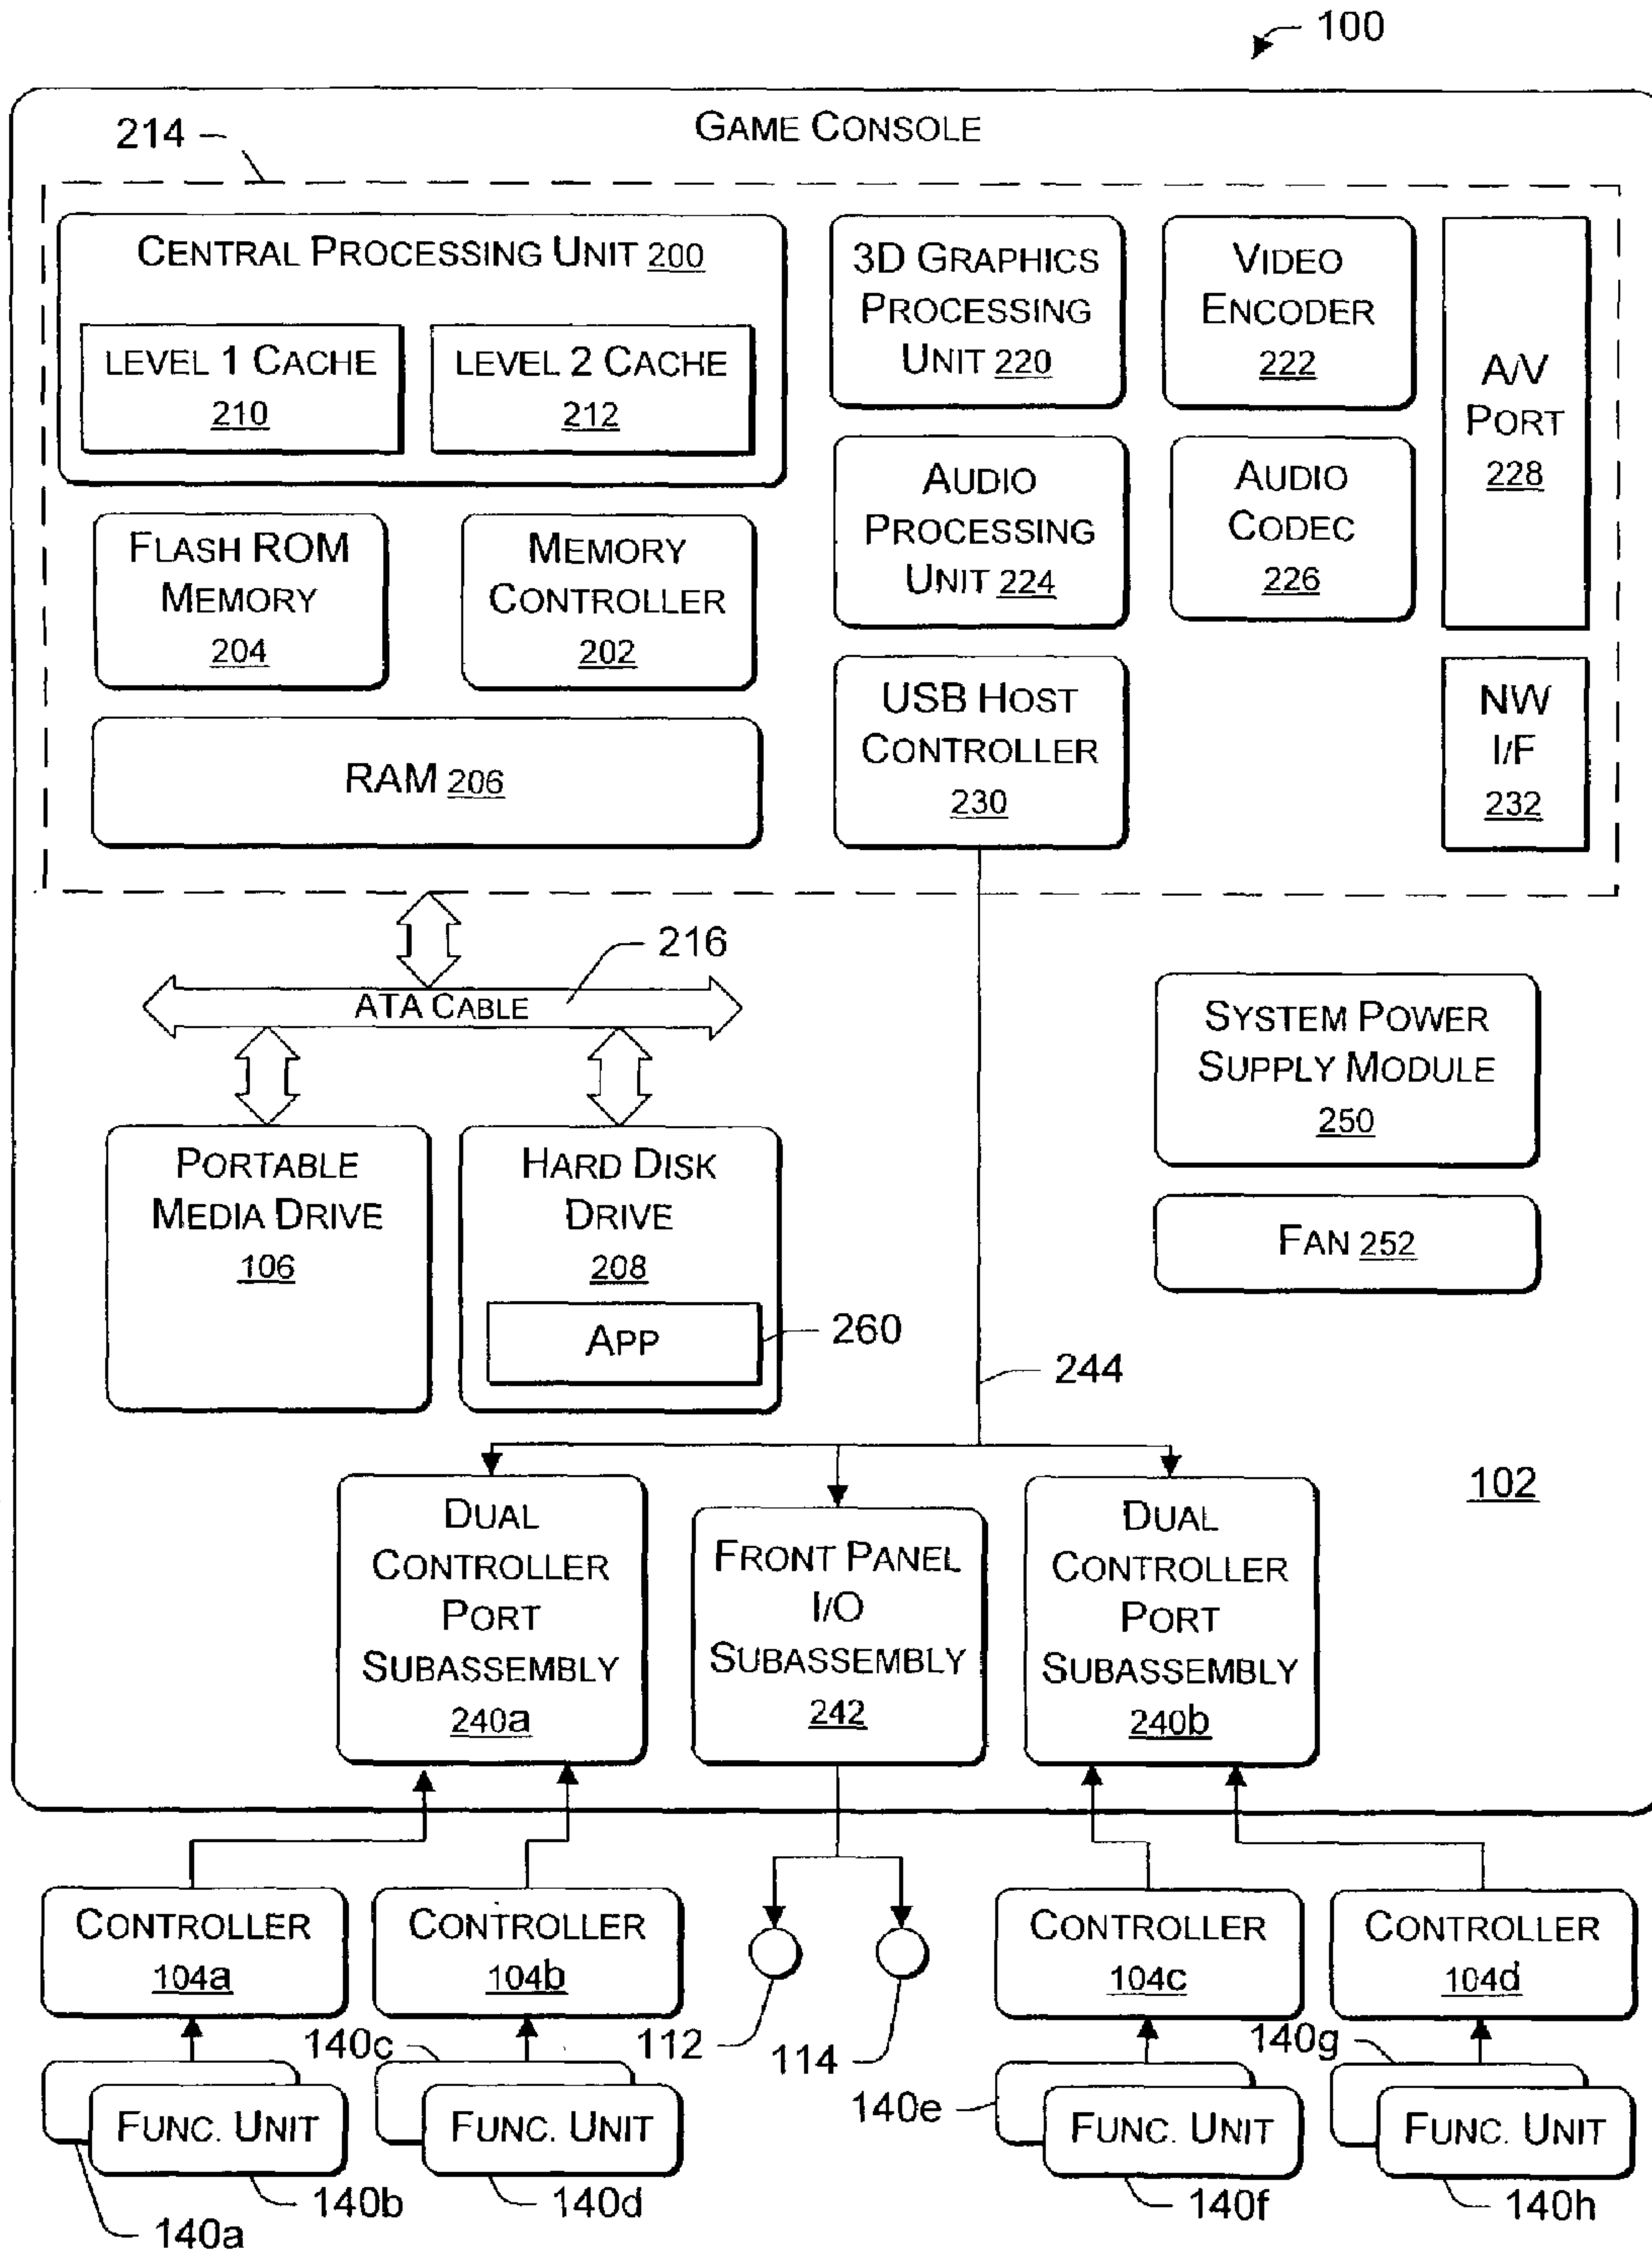 100
GAME CONSOLE
214
CENTRAL PROCESSING UNIT 200
LEVEL 1 CACHE
210
LEVEL 2 CACHE
212
3D GRAPHICS
PROCESSING
UNIT 220
VIDEO
ENCODER
222
A/V
PORT
228
AUDIO
PROCESSING
UNIT 224
AUDIO
CODEC
226
FLASH ROM
MEMORY
204
MEMORY
CONTROLLER
202
RAM 206
USB HOST
CONTROLLER
230
NW
I/F
232
216
ATA CABLE
SYSTEM POWER
SUPPLY MODULE
250
PORTABLE
MEDIA DRIVE
106
HARD DISK
DRIVE
208
APP
260
FAN 252
244
102
DUAL
CONTROLLER
PORT
SUBASSEMBLY
240a
FRONT PANEL
I/O
SUBASSEMBLY
242
DUAL
CONTROLLER
PORT
SUBASSEMBLY
240b
CONTROLLER
104a
CONTROLLER
104b
CONTROLLER
104c
CONTROLLER
104d
112
114
140c
140g
140e
FUNC. UNIT
FUNC. UNIT
FUNC. UNIT
FUNC. UNIT
140a
140b
140d
140f
140h